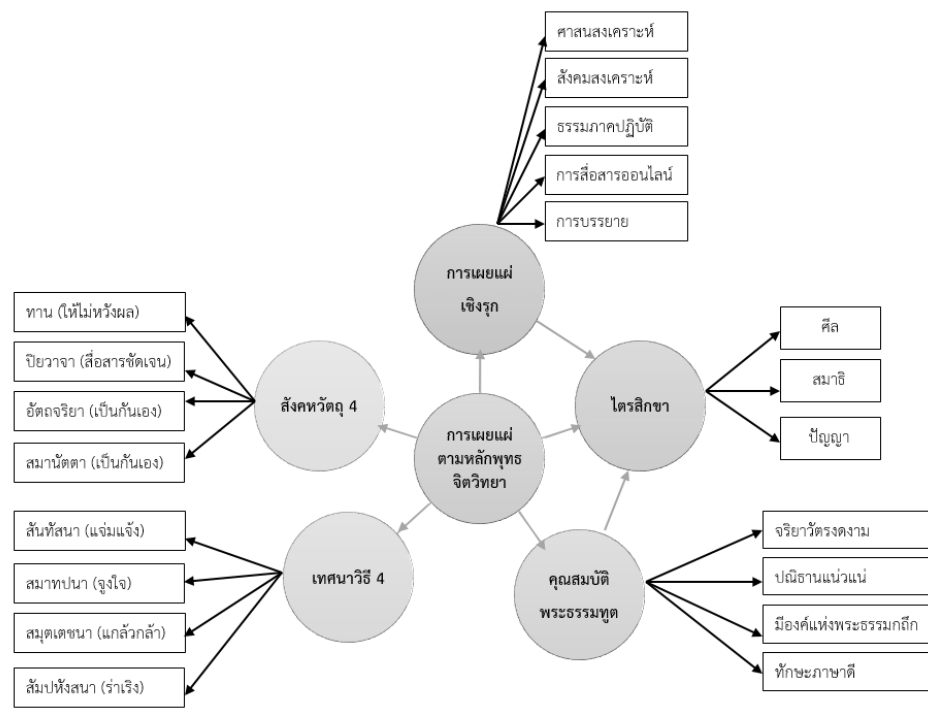 ศาสนสงเคราะห์
สังคมสงเคราะห์
ธรรมภาคปฏิบัติ
การสื่อสารออนไลน์
การบรรยาย
การเผยแผ่
เชิงรุก
ทาน (ให้ไม่หวังผล)
ปิยวาจา (สื่อสารชัดเจน)
อัตถจริยา (เป็นกันเอง)
สมานัตตา (เป็นกันเอง)
สังคหวัตถุ 4
ไตรสิกขา
ศีล
สมาธิ
ปัญญา
การเผยแผ่
ตามหลักพุทธ
จิตวิทยา
สันทัสนา (แจ่มแจ้ง)
สมาทปนา (จูงใจ)
สมุตเตชนา (แกล้วกล้า)
สัมปหังสนา (ร่าเริง)
เทศนาวิธี 4
คุณสมบัติ
พระธรรมทูต
จริยาวัตรงดงาม
ปณิธานแน่วแน่
มีองค์แห่งพระธรรมกถึก
ทักษะภาษาดี